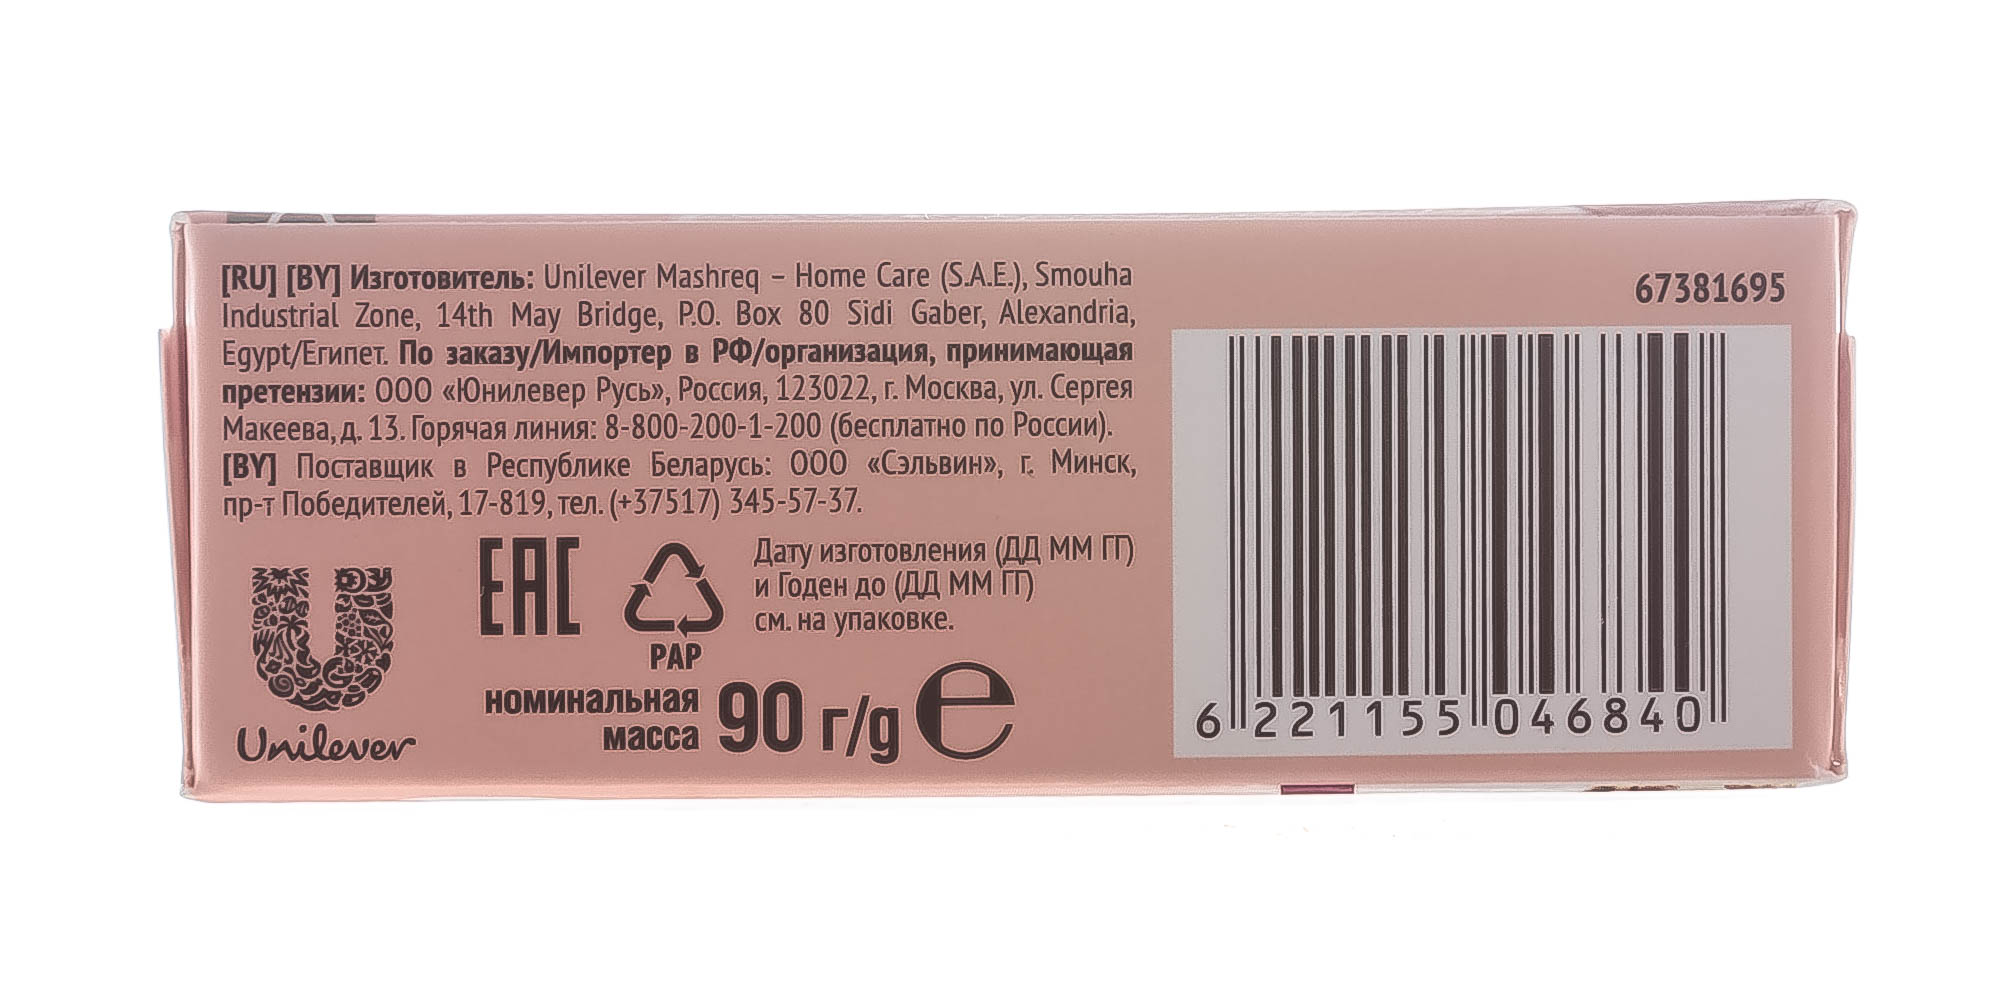 [RU] [BY] Изготовитель: Unilever Mashreq – Home Care (S.A.E.), Smouha
Industrial Zone, 14th May Bridge, P.O. Box 80 Sidi Gaber, Alexandria,
Egypt/Египет. По заказу/Импортер в РФ/организация, принимающая
претензии: ООО «Юнилевер Русь», Россия, 123022, г. Москва, ул. Сергея
Макеева, д. 13. Горячая линия: 8-800-200-1-200 (бесплатно по России).
[BY] Поставщик в Республике Беларусь: ООО «Сэльвин», г. Минск,
пр-т Победителей, 17-819, тел. (+37517) 345-57-37.
Unilever
EAC
PAP
Дату изготовления (ДД ММ ГГ)
и Годен до (ДД ММ ГГ)
см. на упаковке.
номинальная
масса 90 г/g e
67381695
6 221155 046840